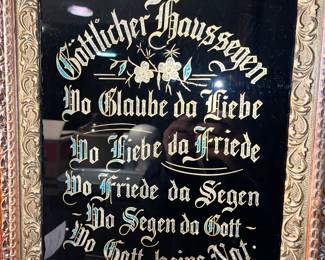 Göttlicher Haussegen
Wo Glaube da Liebe
Wo Liebe da Friede
Wo Friede da Segen
- Wo Segen da Gott -
- Wo Gott keine Not.